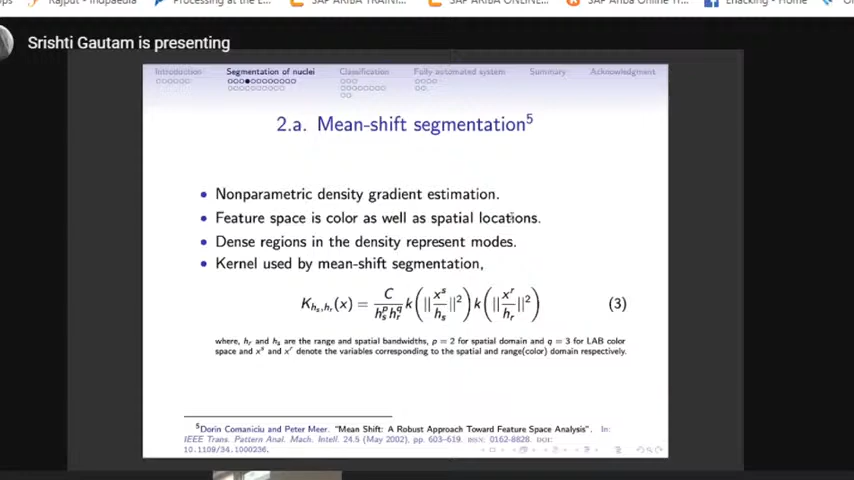 Rajput - Indpaedia
Processing at the L...
SAP ARIBA TRAINI...
SAP ARIBA ONLINE...
SAP Ariba Online Tr...
Ehacking - Home
Srishti Gautam is presenting
Introduction Segmentation of nuclei Classification Fully automated system Summary Acknowledgment
2.a. Mean-shift segmentation⁵
• Nonparametric density gradient estimation.
• Feature space is color as well as spatial locations.
• Dense regions in the density represent modes.
• Kernel used by mean-shift segmentation,
K_{h_s,h_r}(x) = \frac{C}{h_s^p h_r^q} k(||\frac{x^s}{h_s}||^2) k(||\frac{x^r}{h_r}||^2) (3)
where, h_r and h_s are the range and spatial bandwidths, p = 2 for spatial domain and q = 3 for LAB color
space and x^s and x^r denote the variables corresponding to the spatial and range(color) domain respectively.
⁵Dorin Comaniciu and Peter Meer. "Mean Shift: A Robust Approach Toward Feature Space Analysis". In:
IEEE Trans. Pattern Anal. Mach. Intell. 24.5 (May 2002), pp. 603–619. ISSN: 0162-8828. DOI:
10.1109/34.1000236.